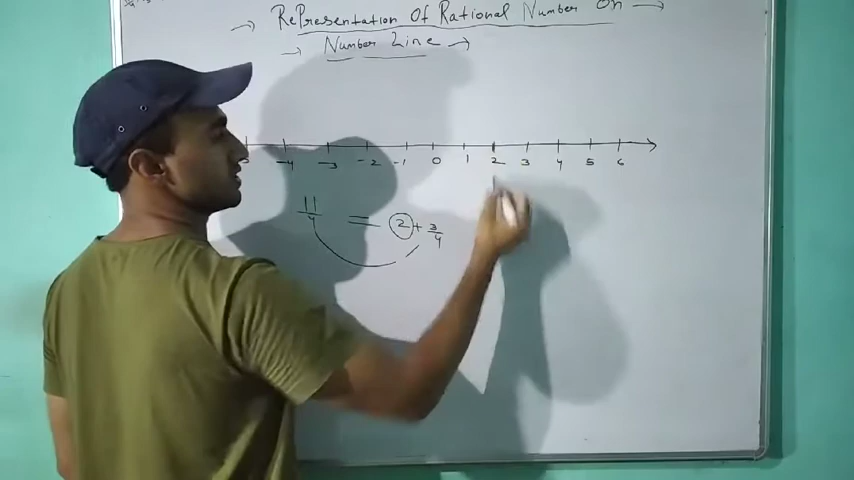 → Representation Of Rational Number On →
→ Number Line →
-4 -3 -2 -1 0 1 2 3 4 5 6
11/4 = 2 + 3/4